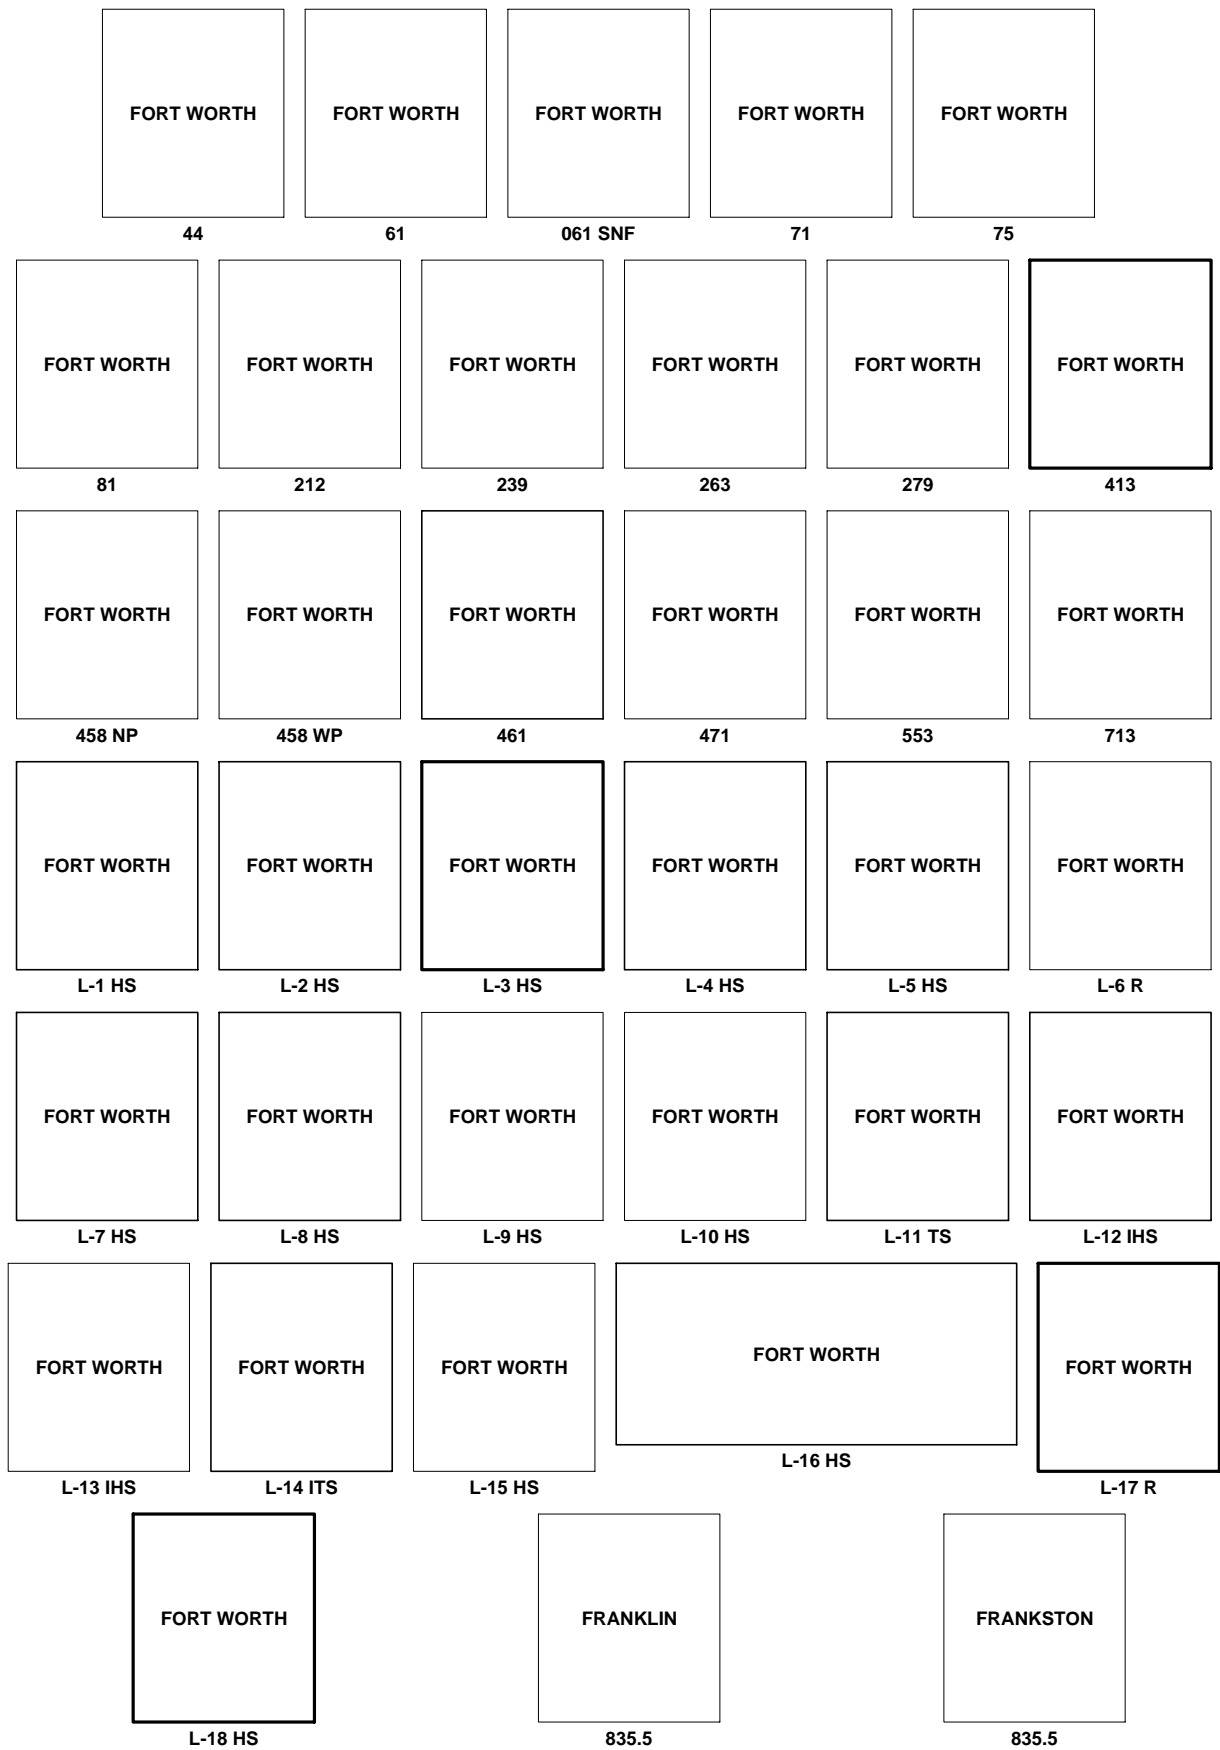 FORT WORTH FORT WORTH FORT WORTH FORT WORTH FORT WORTH
44 61 061 SNF 71 75
FORT WORTH FORT WORTH FORT WORTH FORT WORTH FORT WORTH FORT WORTH
81 212 239 263 279 413
FORT WORTH FORT WORTH FORT WORTH FORT WORTH FORT WORTH FORT WORTH
458 NP 458 WP 461 471 553 713
FORT WORTH FORT WORTH FORT WORTH FORT WORTH FORT WORTH FORT WORTH
L-1 HS L-2 HS L-3 HS L-4 HS L-5 HS L-6 R
FORT WORTH FORT WORTH FORT WORTH FORT WORTH FORT WORTH FORT WORTH
L-7 HS L-8 HS L-9 HS L-10 HS L-11 TS L-12 IHS
FORT WORTH FORT WORTH FORT WORTH FORT WORTH FORT WORTH
L-13 IHS L-14 ITS L-15 HS L-16 HS L-17 R
FORT WORTH FRANKLIN FRANKSTON
L-18 HS 835.5 835.5